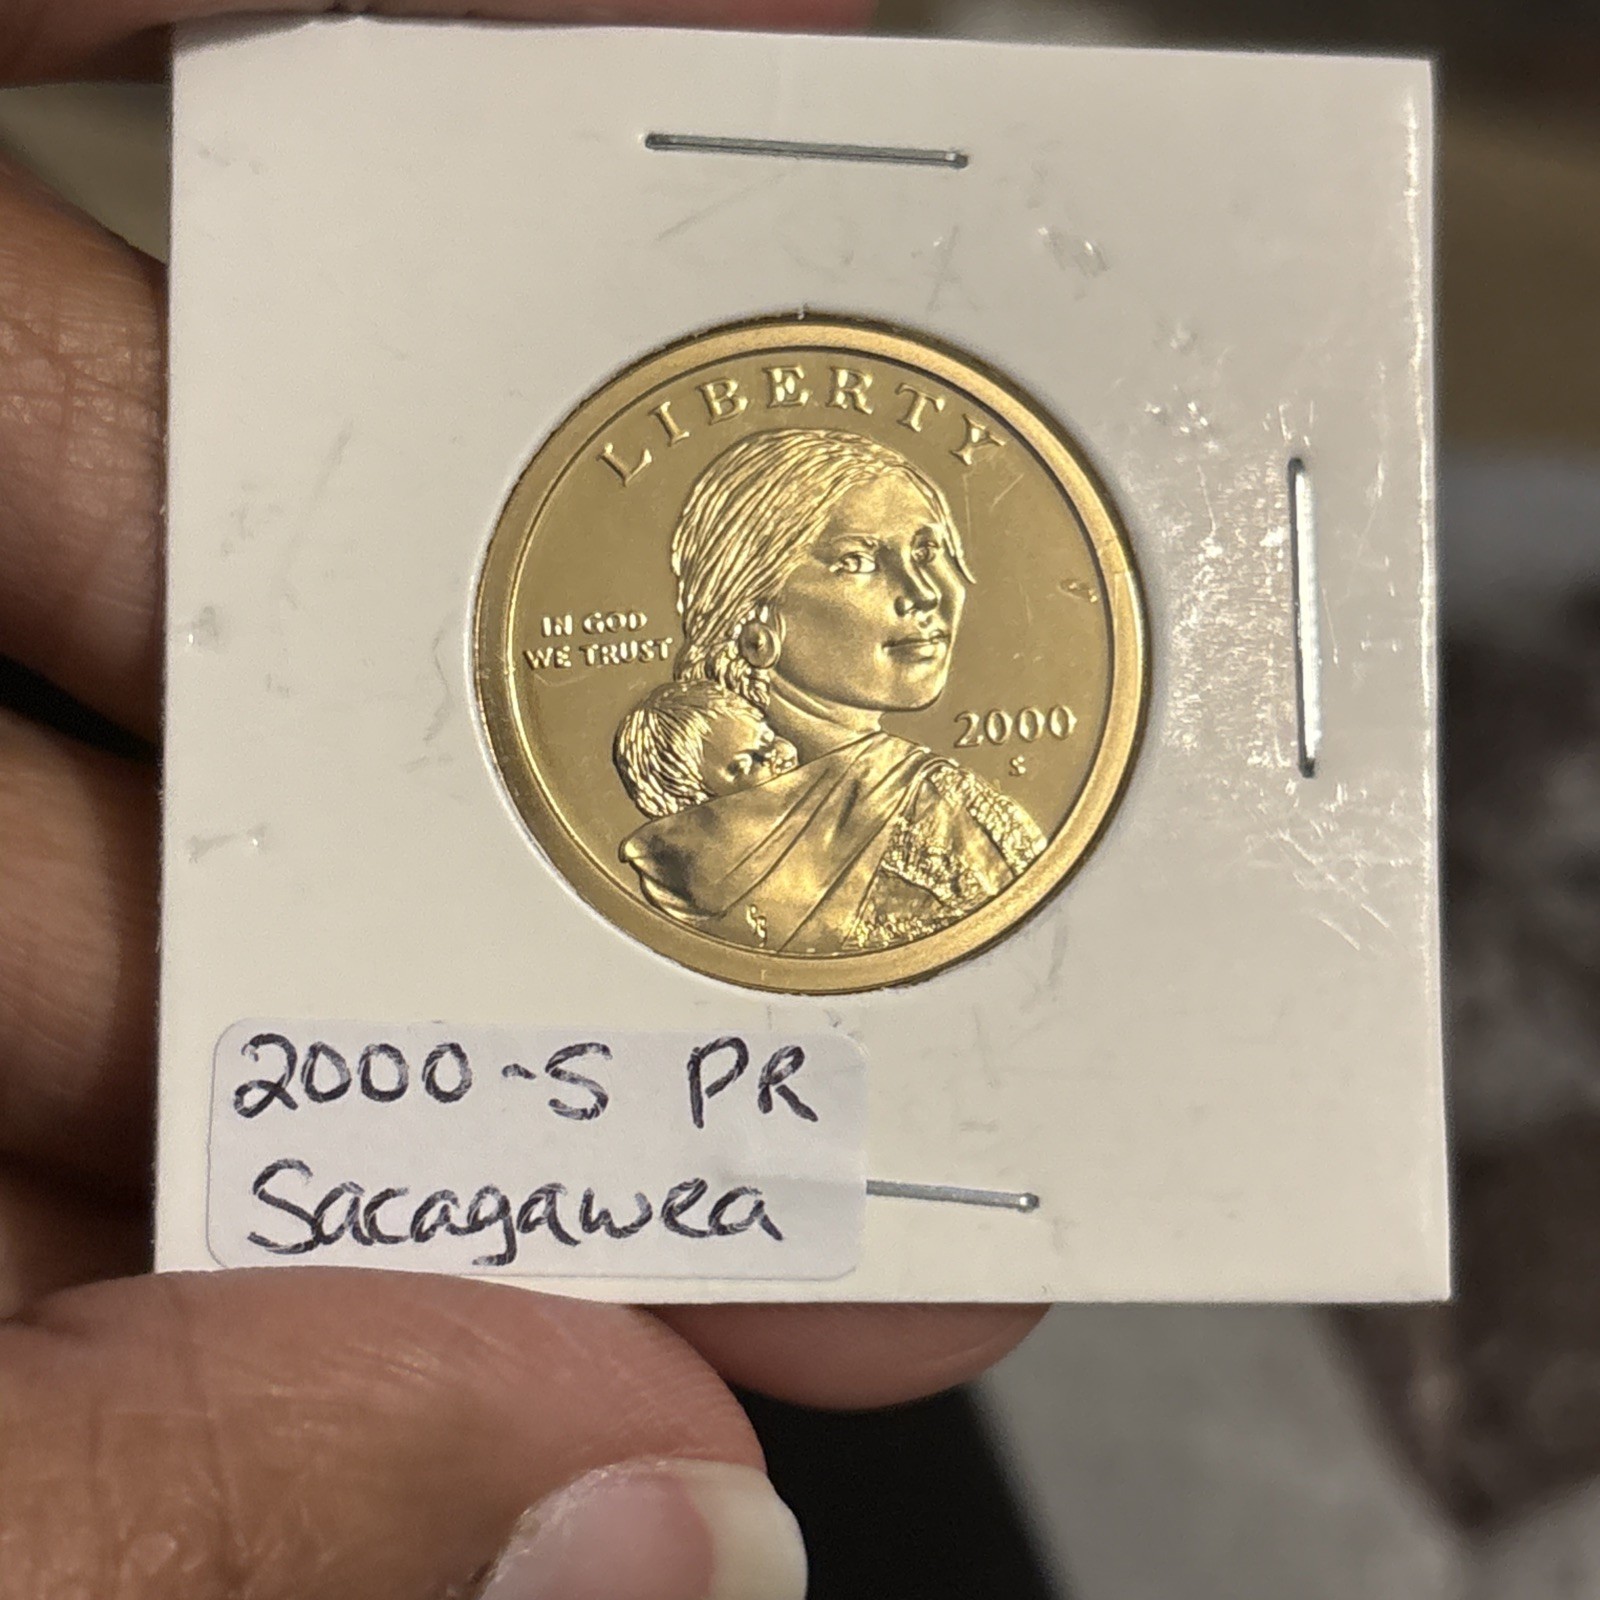 LIBERTY
IN GOD
WE TRUST
2000
S
2000-S PR
Sacagawea